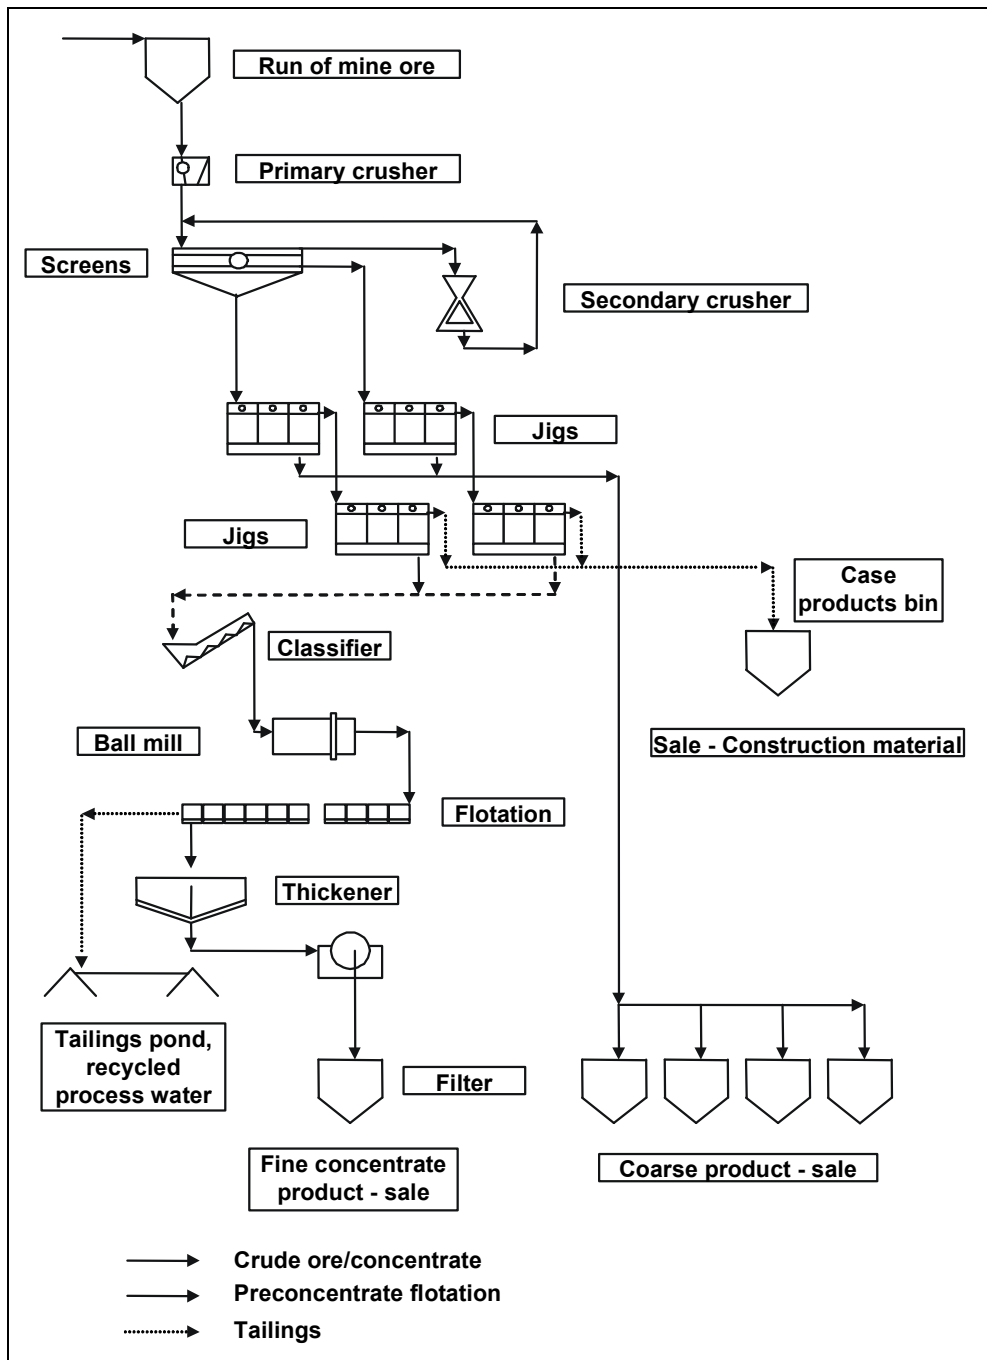 Run of mine ore
Primary crusher
Screens
Secondary crusher
Jigs
Jigs
Case
products bin
Classifier
Ball mill
Sale - Construction material
Flotation
Thickener
Tailings pond,
recycled
process water
Filter
Fine concentrate
product - sale
Coarse product - sale
Crude ore/concentrate
Preconcentrate flotation
Tailings